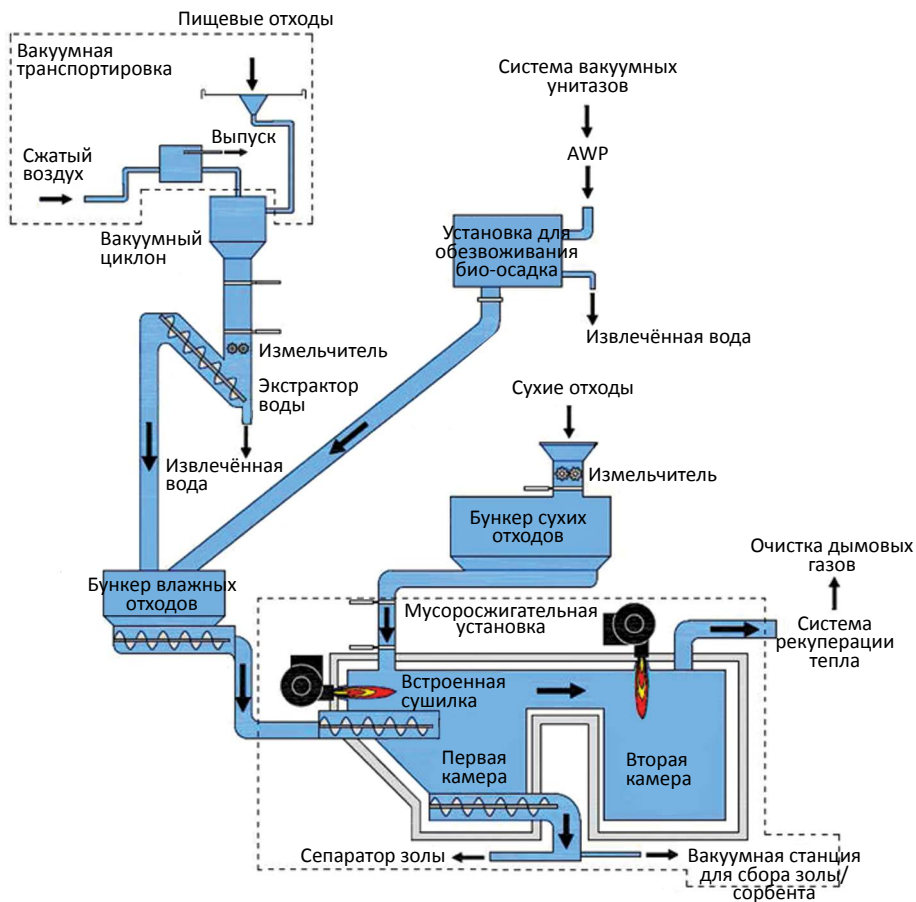 Пищевые отходы
Вакуумная
транспортировка
Выпуск
Сжатый
воздух
Вакуумный
циклон
Измельчитель
Экстрактор
воды
Извлечённая
вода
Система вакуумных
унитазов
AWP
Установка для
обезвоживания
био-осадка
Извлечённая вода
Сухие отходы
Измельчитель
Бункер сухих
отходов
Бункер влажных
отходов
Мусоросжигательная
установка
Очистка дымовых
газов
Система
рекуперации
тепла
Встроенная
сушилка
Первая
камера
Вторая
камера
Сепаратор золы
Вакуумная станция
для сбора золы/
сорбента